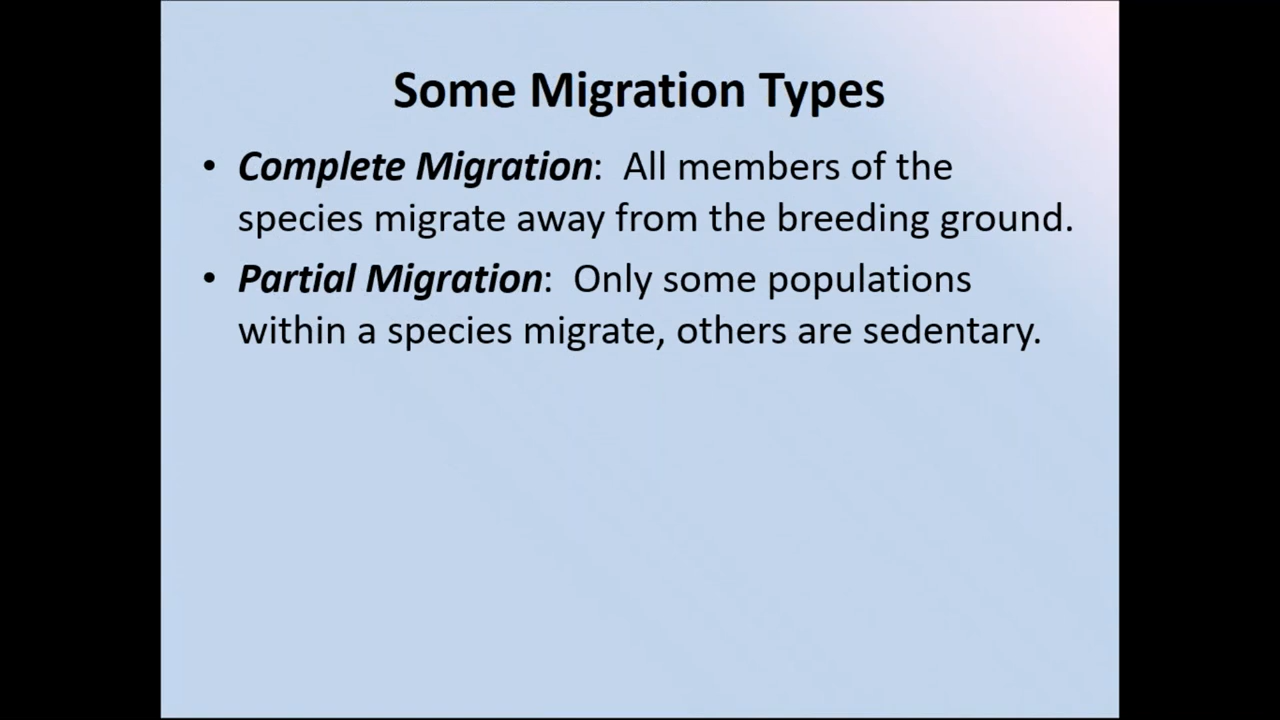 Some Migration Types
• Complete Migration:  All members of the
species migrate away from the breeding ground.
• Partial Migration:  Only some populations
within a species migrate, others are sedentary.